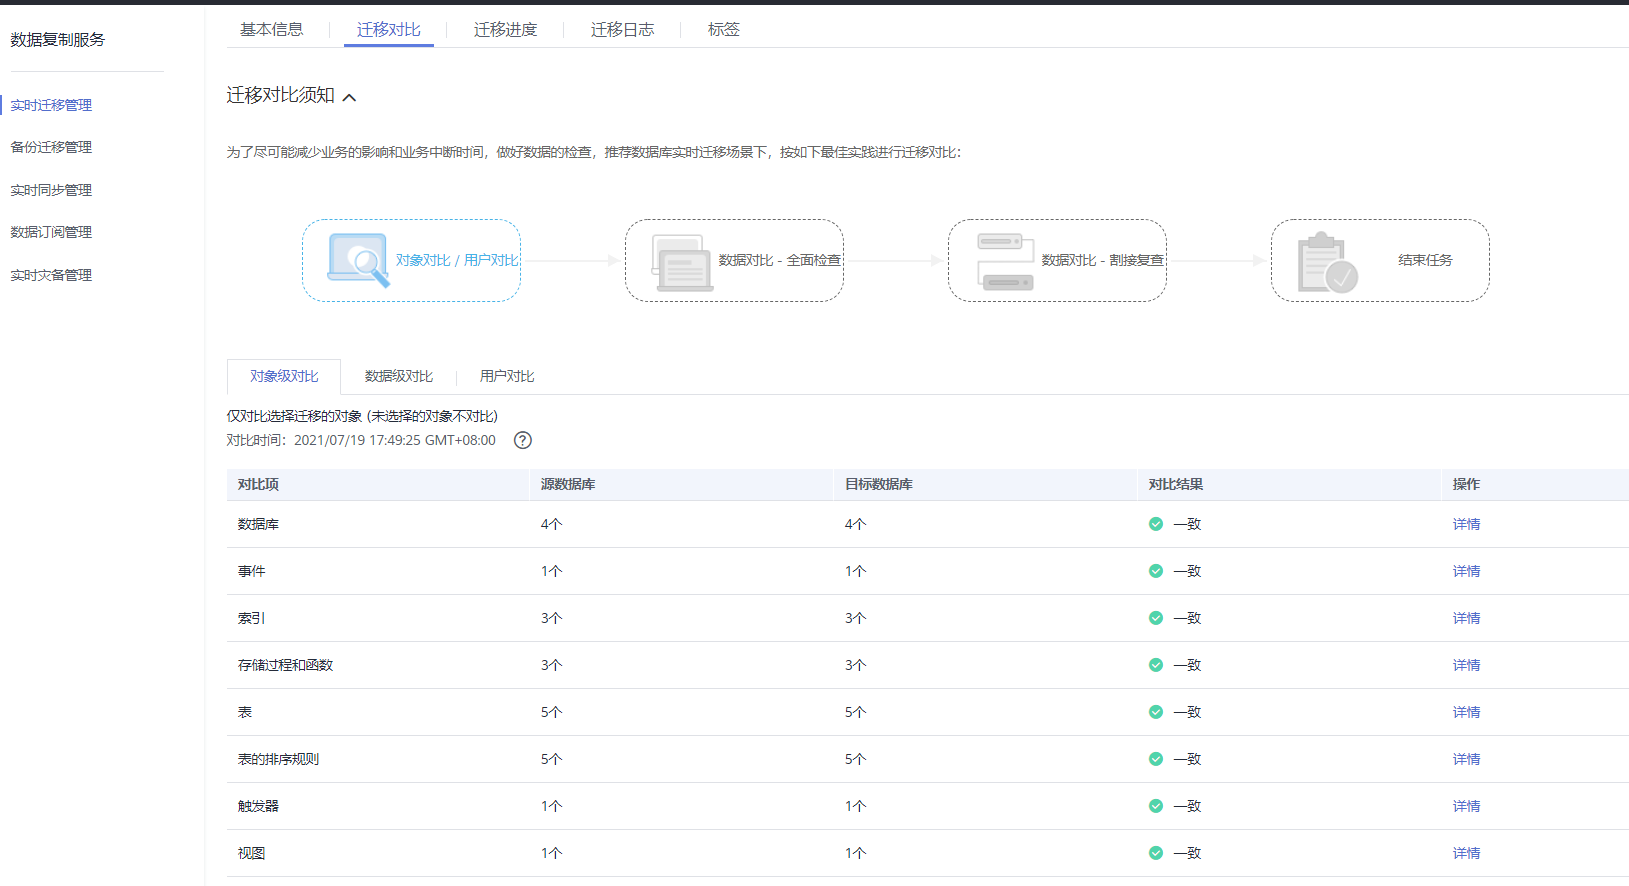 数据复制服务
实时迁移管理
备份迁移管理
实时同步管理
数据订阅管理
实时灾备管理
基本信息 迁移对比 迁移进度 迁移日志 标签
迁移对比须知
为了尽可能减少业务的影响和业务中断时间，做好数据的检查，推荐数据库实时迁移场景下，按如下最佳实践进行迁移对比：
对象对比 / 用户对比 数据对比 - 全面检查 数据对比 - 割接复查 结束任务
对象级对比 数据级对比 用户对比
仅对比选择迁移的对象 (未选择的对象不对比)
对比时间： 2021/07/19 17:49:25 GMT+08:00 ?
对比项 源数据库 目标数据库 对比结果 操作
数据库 4个 4个 一致 详情
事件 1个 1个 一致 详情
索引 3个 3个 一致 详情
存储过程和函数 3个 3个 一致 详情
表 5个 5个 一致 详情
表的排序规则 5个 5个 一致 详情
触发器 1个 1个 一致 详情
视图 1个 1个 一致 详情